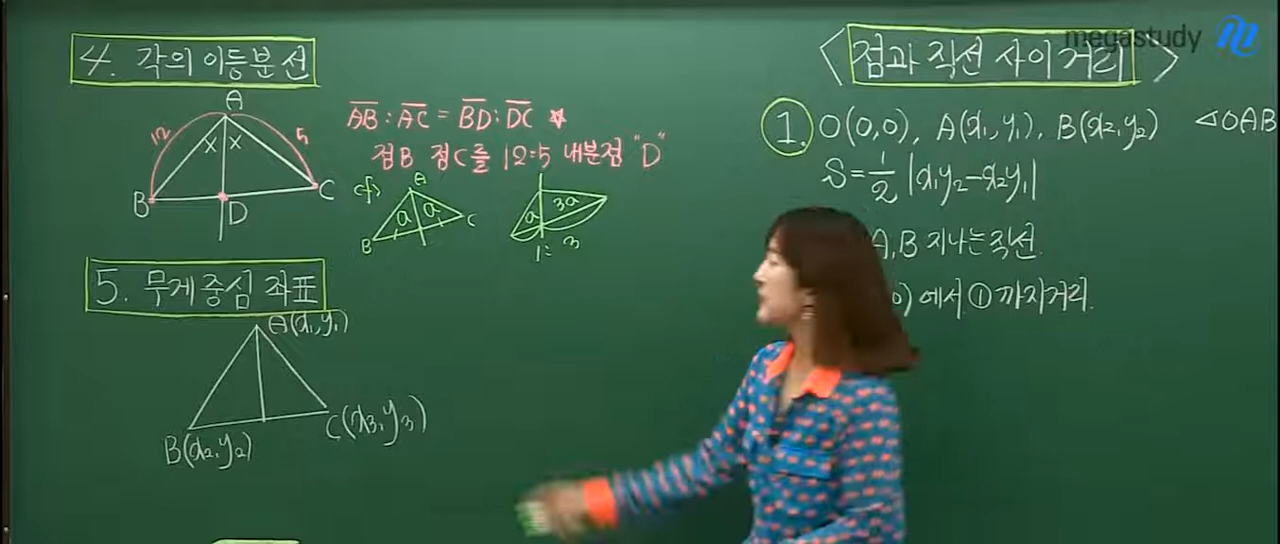 4. 각의 이등분선
A
12
5
x x
B
D
C
AB : AC = BD : DC ☆
점B 점C를 12:5 내분점 "D"
cf)
A
a a
B
C
a 3a
1 : 3
5. 무게중심 좌표
A(x₁, y₁)
B(x₂, y₂)
C(x₃, y₃)
megastudy
<점과 직선 사이 거리>
1. O(0,0), A(x₁, y₁), B(x₂, y₂) ⊿OAB
S = 1/2 |x₁y₂ - x₂y₁|
A, B 지나는 직선.
0) 에서 ① 까지 거리.